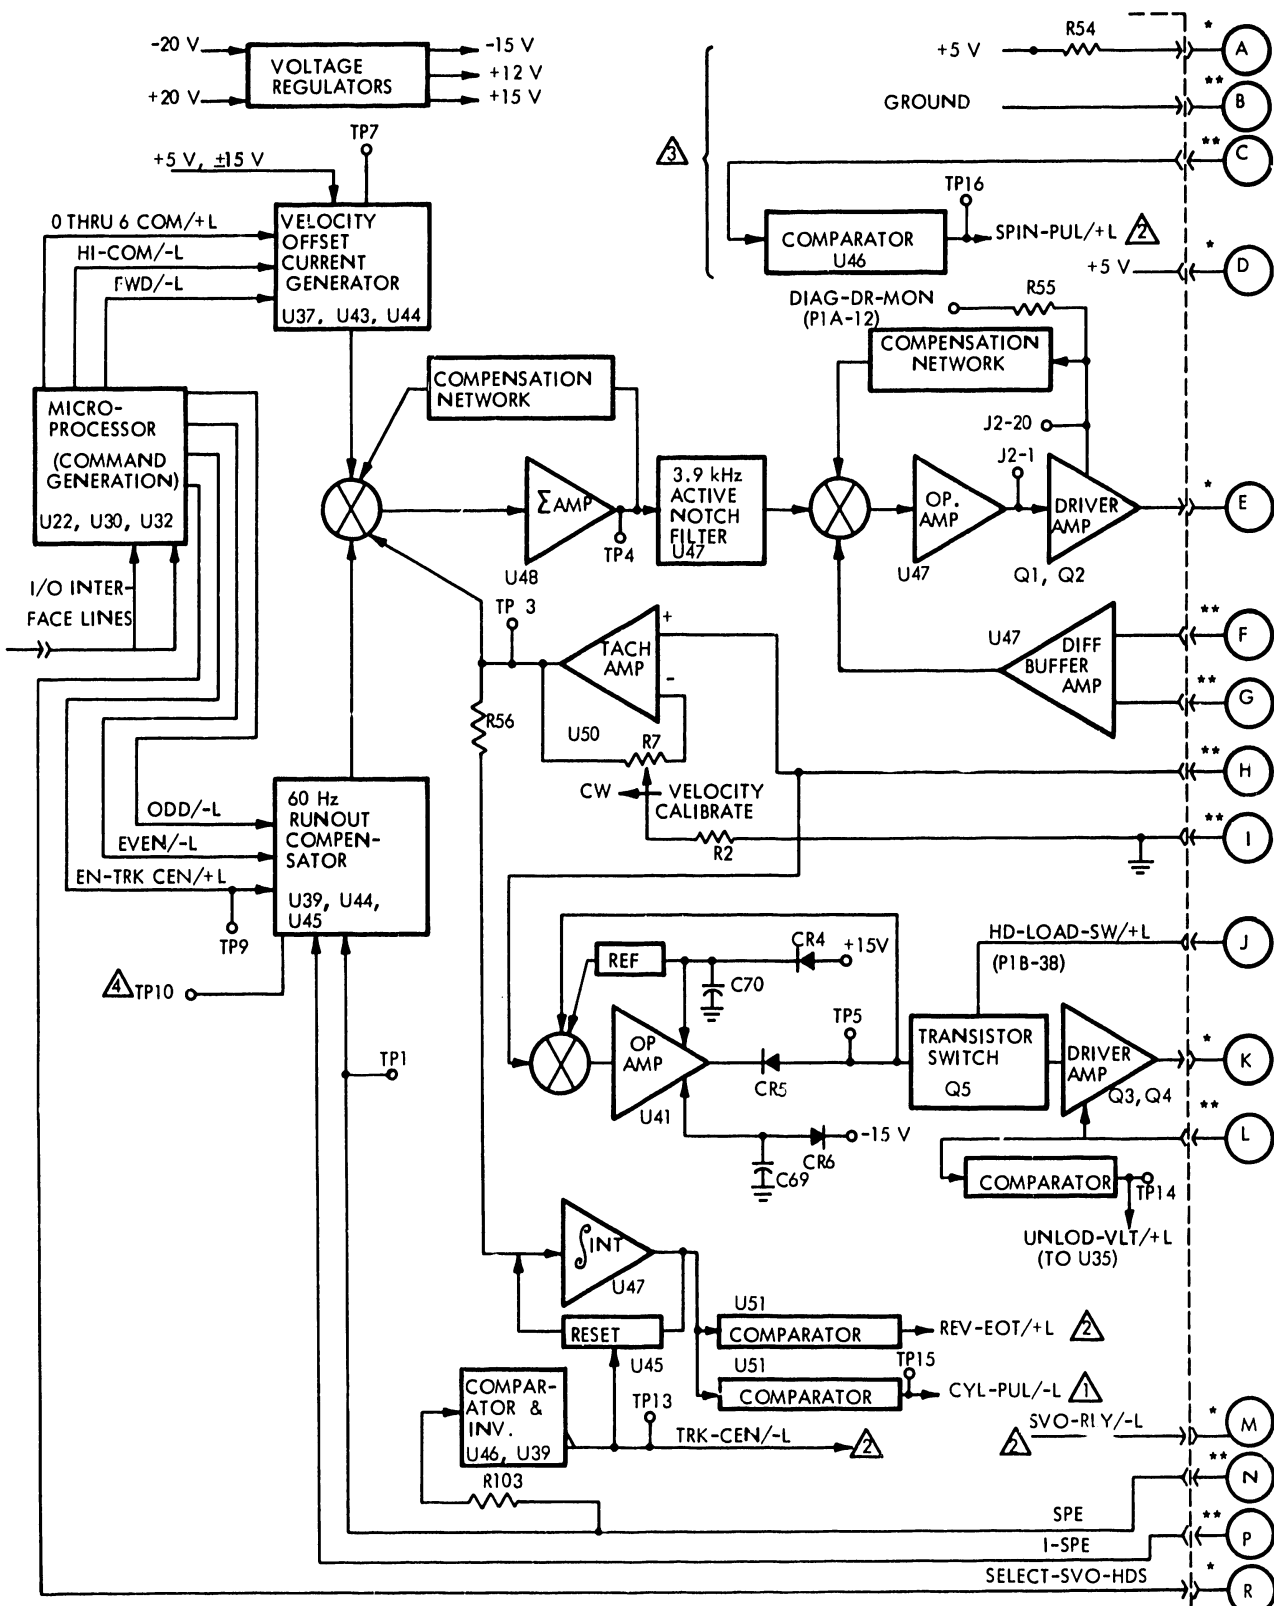 R54
*
+5 V
A
-20 V
-15 V
VOLTAGE
REGULATORS
+12 V
+20 V
+15 V
**
GROUND
B
TP7
+5 V, ±15 V
3
**
C
TP16
0 THRU 6 COM/+L
VELOCITY
OFFSET
CURRENT
GENERATOR
U37, U43, U44
HI-COM/-L
FWD/-L
COMPARATOR
U46
SPIN-PUL/+L
2
*
+5 V
D
DIAG-DR-MON
(P1A-12)
R55
COMPENSATION
NETWORK
COMPENSATION
NETWORK
MICRO-
PROCESSOR
(COMMAND
GENERATION)
U22, U30, U32
J2-20
J2-1
Σ AMP
U48
TP4
3.9 kHz
ACTIVE
NOTCH
FILTER
U47
OP.
AMP
U47
DRIVER
AMP
Q1, Q2
*
E
I/O INTER-
FACE LINES
TP 3
+
TACH
AMP
-
U50
U47
DIFF
BUFFER
AMP
**
F
**
G
R56
R7
**
H
CW
VELOCITY
CALIBRATE
R2
**
I
60 Hz
RUNOUT
COMPEN-
SATOR
U39, U44,
U45
ODD/-L
EVEN/-L
EN-TRK CEN/+L
TP9
4
TP10
HD-LOAD-SW/+L
(P1B-38)
J
REF
CR4
+15V
C70
TP5
TP1
OP
AMP
U41
CR5
TRANSISTOR
SWITCH
Q5
DRIVER
AMP
Q3, Q4
*
K
**
L
-15 V
CR6
C69
COMPARATOR
TP14
UNLOD-VLT/+L
(TO U35)
∫INT
U47
U51
COMPARATOR
REV-EOT/+L
2
RESET
U45
U51
COMPARATOR
TP15
CYL-PUL/-L
1
COMPAR-
ATOR &
INV.
U46, U39
TP13
TRK-CEN/-L
2
SVO-RLY/-L
2
*
M
R103
**
N
SPE
**
P
I-SPE
SELECT-SVO-HDS
*
R